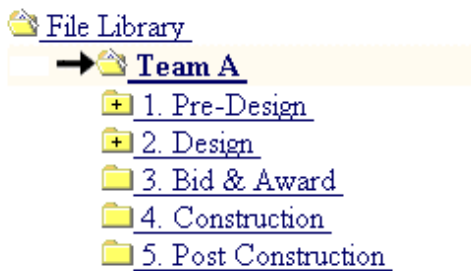 File Library
Team A
1. Pre-Design
2. Design
3. Bid & Award
4. Construction
5. Post Construction